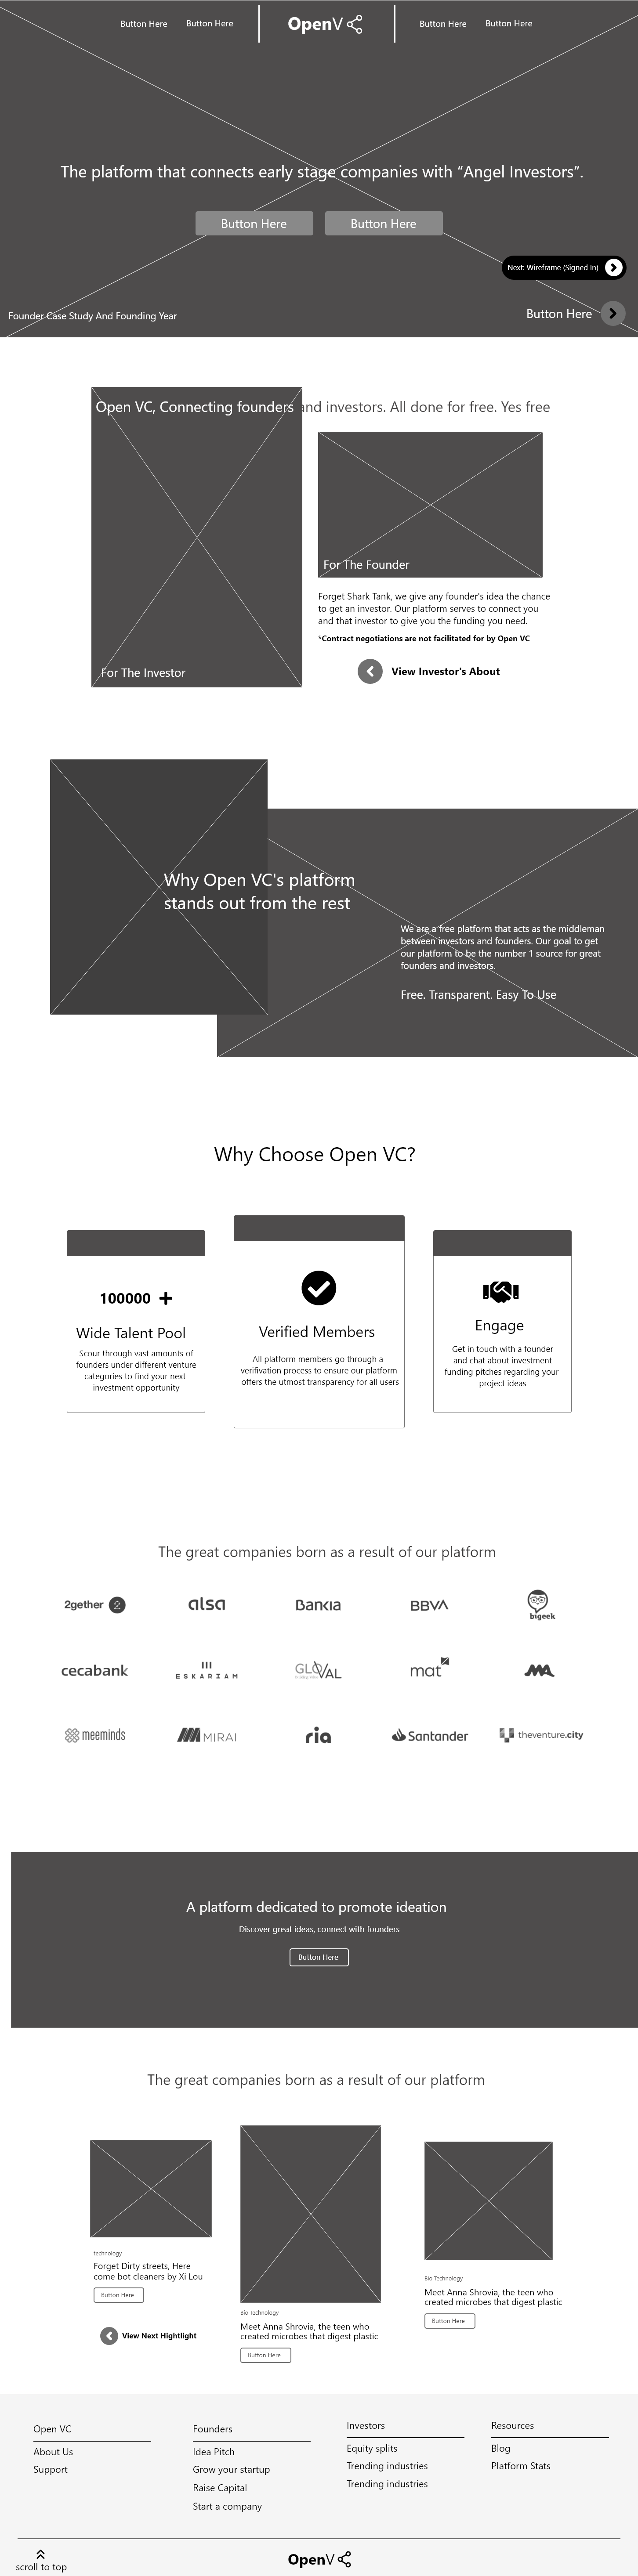 Button Here
Button Here
OpenV
Button Here
Button Here
The platform that connects early stage companies with “Angel Investors”.
Button Here
Button Here
Next: Wireframe (Signed In)
Founder Case Study And Founding Year
Button Here
Open VC, Connecting founders and investors. All done for free. Yes free
For The Founder
Forget Shark Tank, we give any founder's idea the chance
to get an investor. Our platform serves to connect you
and that investor to give you the funding you need.
*Contract negotiations are not facilitated for by Open VC
View Investor's About
For The Investor
Why Open VC's platform
stands out from the rest
We are a free platform that acts as the middleman
between investors and founders. Our goal to get
our platform to be the number 1 source for great
founders and investors.
Free. Transparent. Easy To Use
Why Choose Open VC?
100000 +
Wide Talent Pool
Scour through vast amounts of
founders under different venture
categories to find your next
investment opportunity
Verified Members
All platform members go through a
verifivation process to ensure our platform
offers the utmost transparency for all users
Engage
Get in touch with a founder
and chat about investment
funding pitches regarding your
project ideas
The great companies born as a result of our platform
2gether 2
alsa
Bankia
BBVA
bigeek
cecabank
ESKARIAM
GLOVAL
mat
meeminds
MIRAI
ria
Santander
theventure.city
A platform dedicated to promote ideation
Discover great ideas, connect with founders
Button Here
The great companies born as a result of our platform
technology
Forget Dirty streets, Here
come bot cleaners by Xi Lou
Button Here
View Next Hightlight
Bio Technology
Meet Anna Shrovia, the teen who
created microbes that digest plastic
Button Here
Bio Technology
Meet Anna Shrovia, the teen who
created microbes that digest plastic
Button Here
Open VC
About Us
Support
Founders
Idea Pitch
Grow your startup
Raise Capital
Start a company
Investors
Equity splits
Trending industries
Trending industries
Resources
Blog
Platform Stats
scroll to top
OpenV